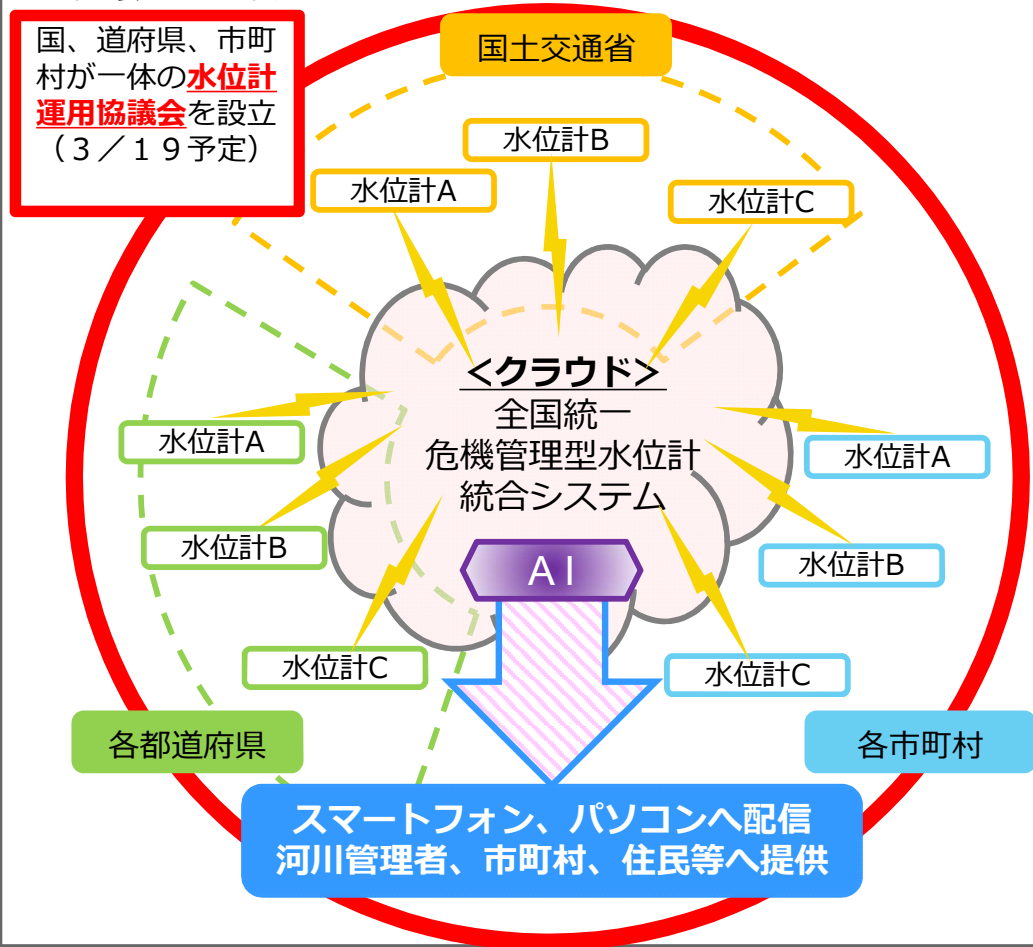 国、道府県、市町
村が一体の水位計
運用協議会を設立
（３／１９予定）
国土交通省
水位計B
水位計A
水位計C
<クラウド>
全国統一
危機管理型水位計
統合システム
水位計A
水位計B
水位計C
水位計A
水位計B
水位計C
ＡＩ
各都道府県
各市町村
スマートフォン、パソコンへ配信
河川管理者、市町村、住民等へ提供